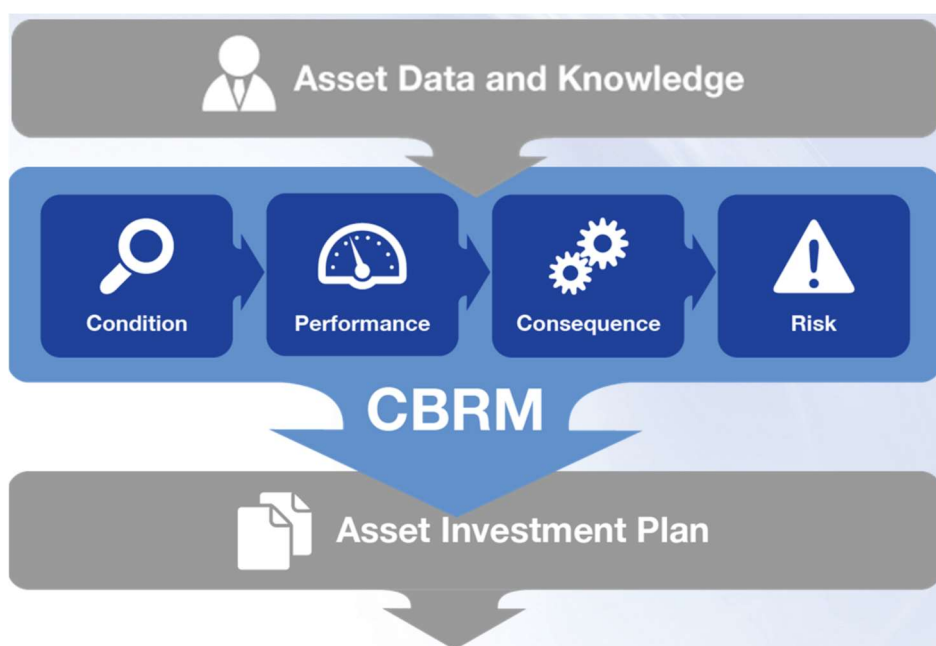 Asset Data and Knowledge
Condition
Performance
Consequence
Risk
CBRM
Asset Investment Plan